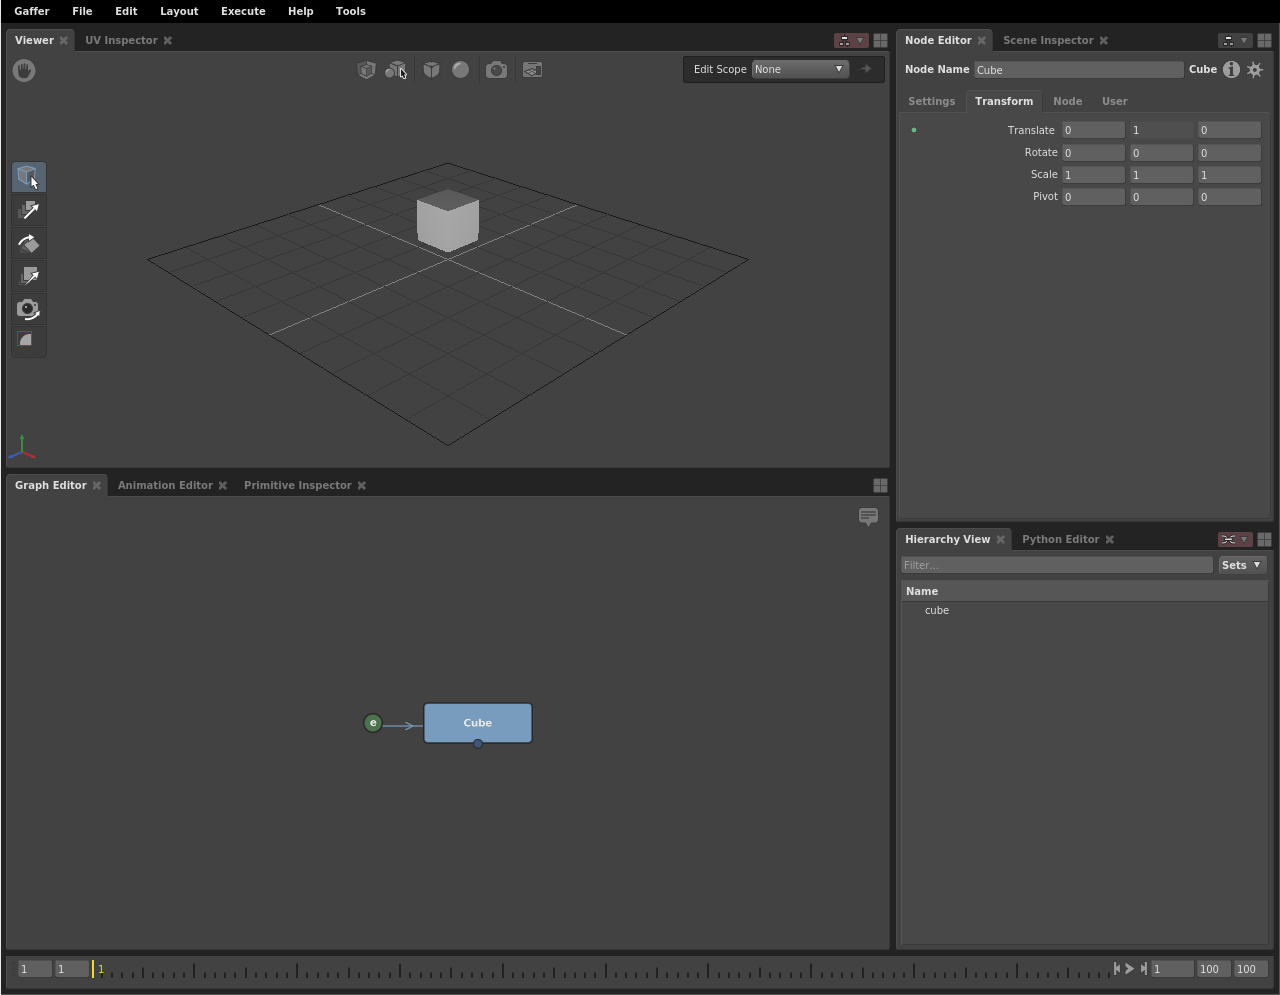 Gaffer File Edit Layout Execute Help Tools
Viewer UV Inspector
Edit Scope None
Graph Editor Animation Editor Primitive Inspector
e Cube
Node Editor Scene Inspector
Node Name Cube Cube
Settings Transform Node User
Translate 0 1 0
Rotate 0 0 0
Scale 1 1 1
Pivot 0 0 0
Hierarchy View Python Editor
Filter... Sets
Name
cube
1 1 1 1 100 100